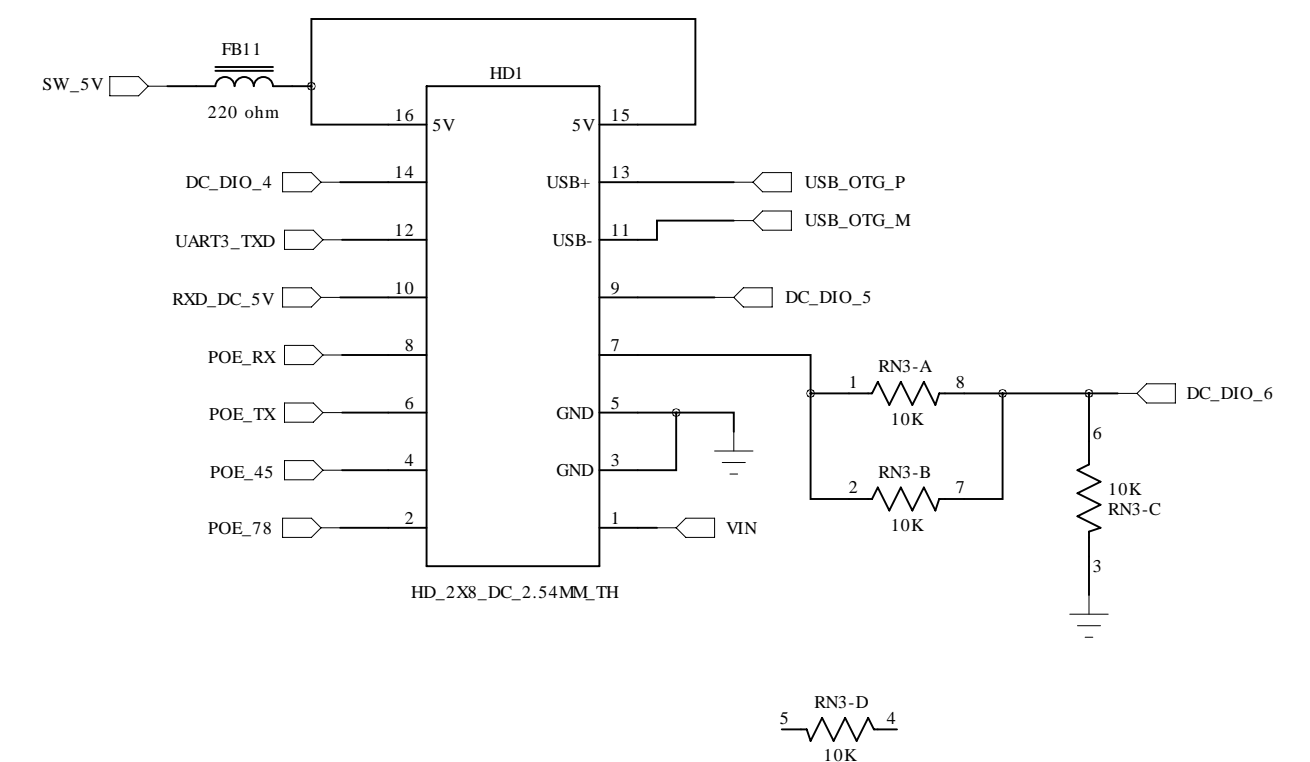 FB11
HD1
SW_5V
220 ohm
16 5V 5V 15
DC_DIO_4 14 USB+ 13 USB_OTG_P
USB_OTG_M
UART3_TXD 12 USB- 11
RXD_DC_5V 10 9 DC_DIO_5
POE_RX 8 7
RN3-A
1 8 DC_DIO_6
10K
POE_TX 6 GND 5
6
POE_45 4 GND 3
RN3-B
2 7
10K
10K
RN3-C
POE_78 2 1 VIN
3
HD_2X8_DC_2.54MM_TH
RN3-D
5 4
10K